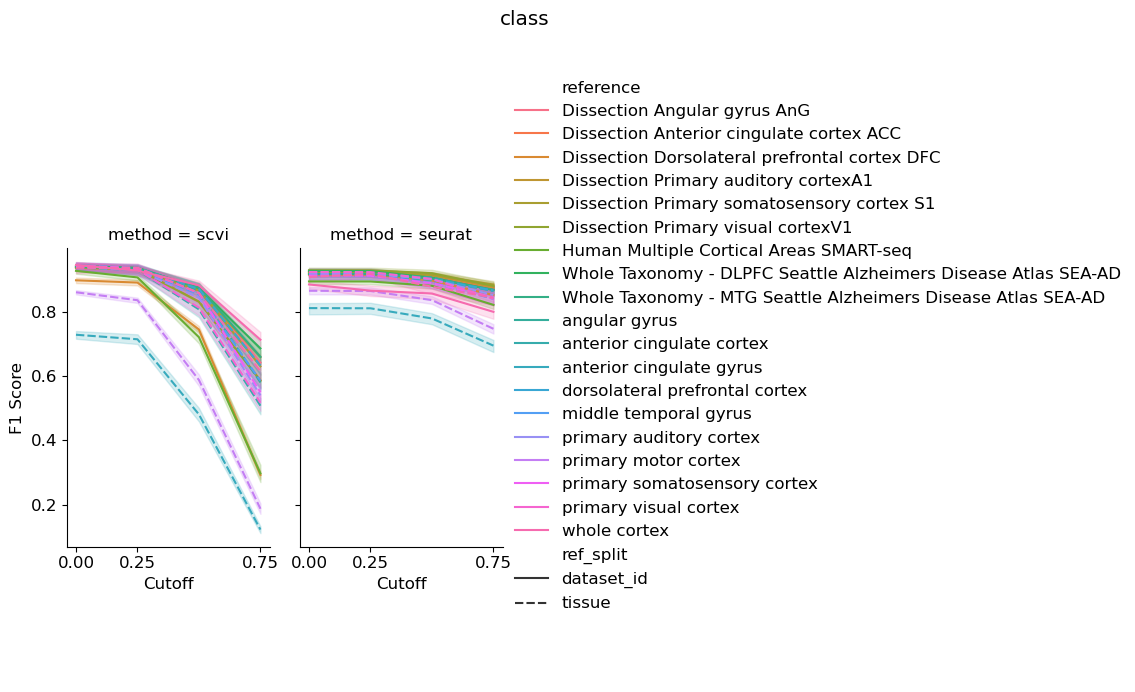 class
method = scvi
method = seurat
F1 Score
0.8
0.6
0.4
0.2
0.00
0.25
0.75
Cutoff
0.00
0.25
0.75
Cutoff
reference
Dissection Angular gyrus AnG
Dissection Anterior cingulate cortex ACC
Dissection Dorsolateral prefrontal cortex DFC
Dissection Primary auditory cortexA1
Dissection Primary somatosensory cortex S1
Dissection Primary visual cortexV1
Human Multiple Cortical Areas SMART-seq
Whole Taxonomy - DLPFC Seattle Alzheimers Disease Atlas SEA-AD
Whole Taxonomy - MTG Seattle Alzheimers Disease Atlas SEA-AD
angular gyrus
anterior cingulate cortex
anterior cingulate gyrus
dorsolateral prefrontal cortex
middle temporal gyrus
primary auditory cortex
primary motor cortex
primary somatosensory cortex
primary visual cortex
whole cortex
ref_split
dataset_id
tissue